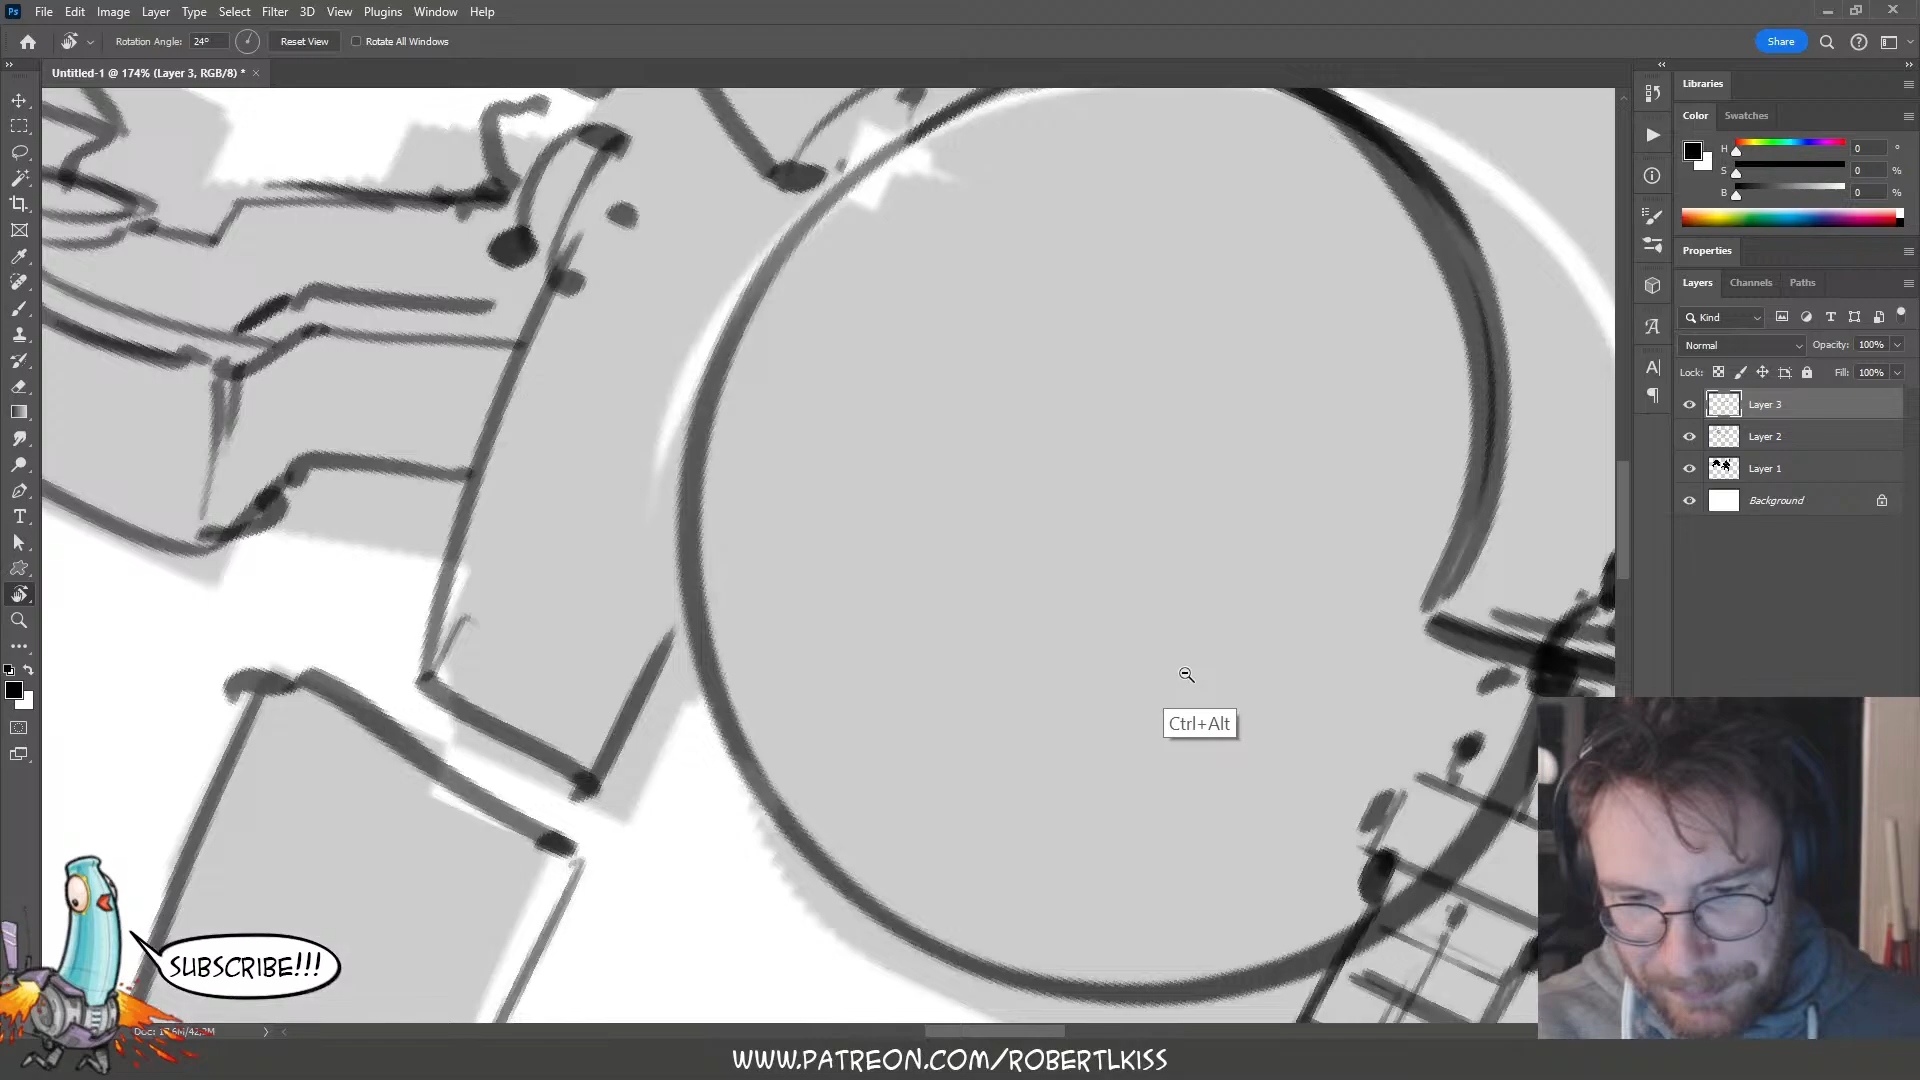 Ps File Edit Image Layer Type Select Filter 3D View Plugins Window Help
Rotation Angle: 24° Reset View Rotate All Windows Share
Untitled-1 @ 174% (Layer 3, RGB/8) *
Libraries
Color Swatches
H 0 °
S 0 %
B 0 %
Properties
Layers Channels Paths
Kind
Normal Opacity: 100%
Lock: Fill: 100%
Layer 3
Layer 2
Layer 1
Background
Ctrl+Alt
SUBSCRIBE!!!
WWW.PATREON.COM/ROBERTLKISS